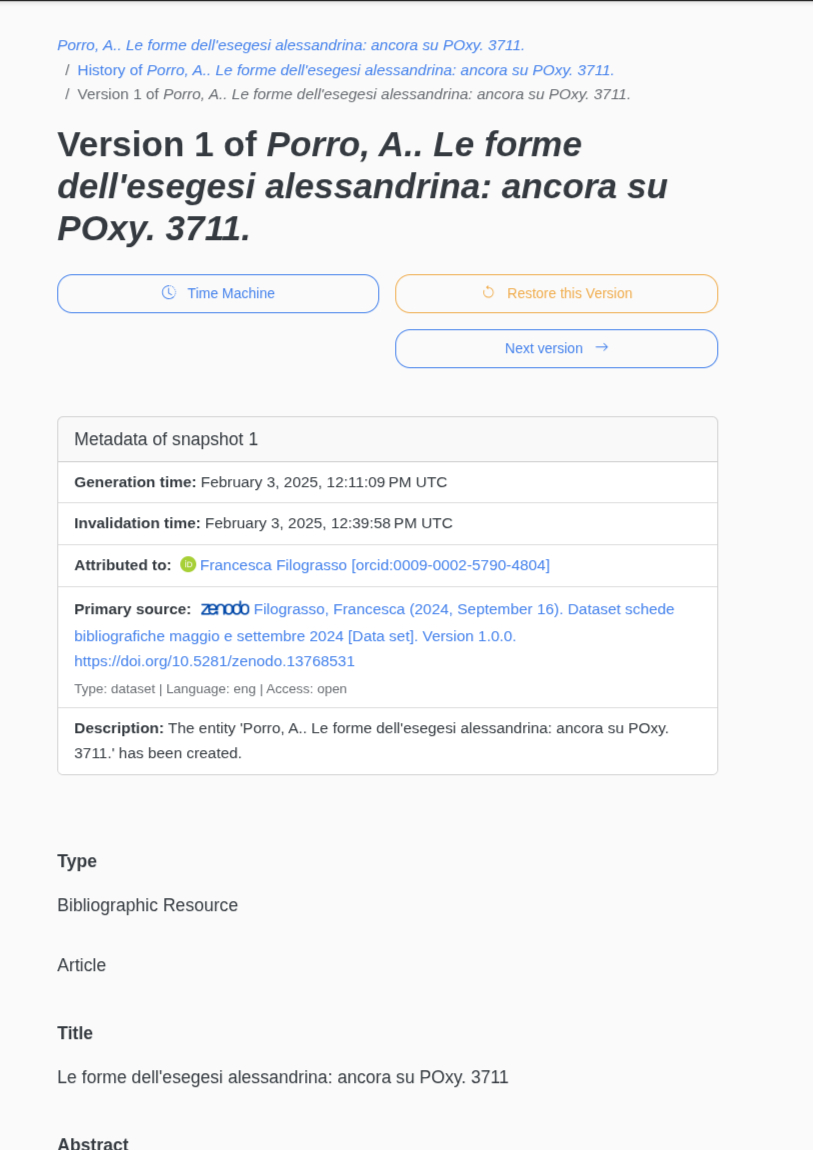 Porro, A.. Le forme dell'esegesi alessandrina: ancora su POxy. 3711.
/ History of Porro, A.. Le forme dell'esegesi alessandrina: ancora su POxy. 3711.
/ Version 1 of Porro, A.. Le forme dell'esegesi alessandrina: ancora su POxy. 3711.
Version 1 of Porro, A.. Le forme
dell'esegesi alessandrina: ancora su
POxy. 3711.
Time Machine
Restore this Version
Next version →
Metadata of snapshot 1
Generation time: February 3, 2025, 12:11:09 PM UTC
Invalidation time: February 3, 2025, 12:39:58 PM UTC
Attributed to: iD Francesca Filograsso [orcid:0009-0002-5790-4804]
Primary source: zenodo Filograsso, Francesca (2024, September 16). Dataset schede
bibliografiche maggio e settembre 2024 [Data set]. Version 1.0.0.
https://doi.org/10.5281/zenodo.13768531
Type: dataset | Language: eng | Access: open
Description: The entity 'Porro, A.. Le forme dell'esegesi alessandrina: ancora su POxy.
3711.' has been created.
Type
Bibliographic Resource
Article
Title
Le forme dell'esegesi alessandrina: ancora su POxy. 3711
Abstract